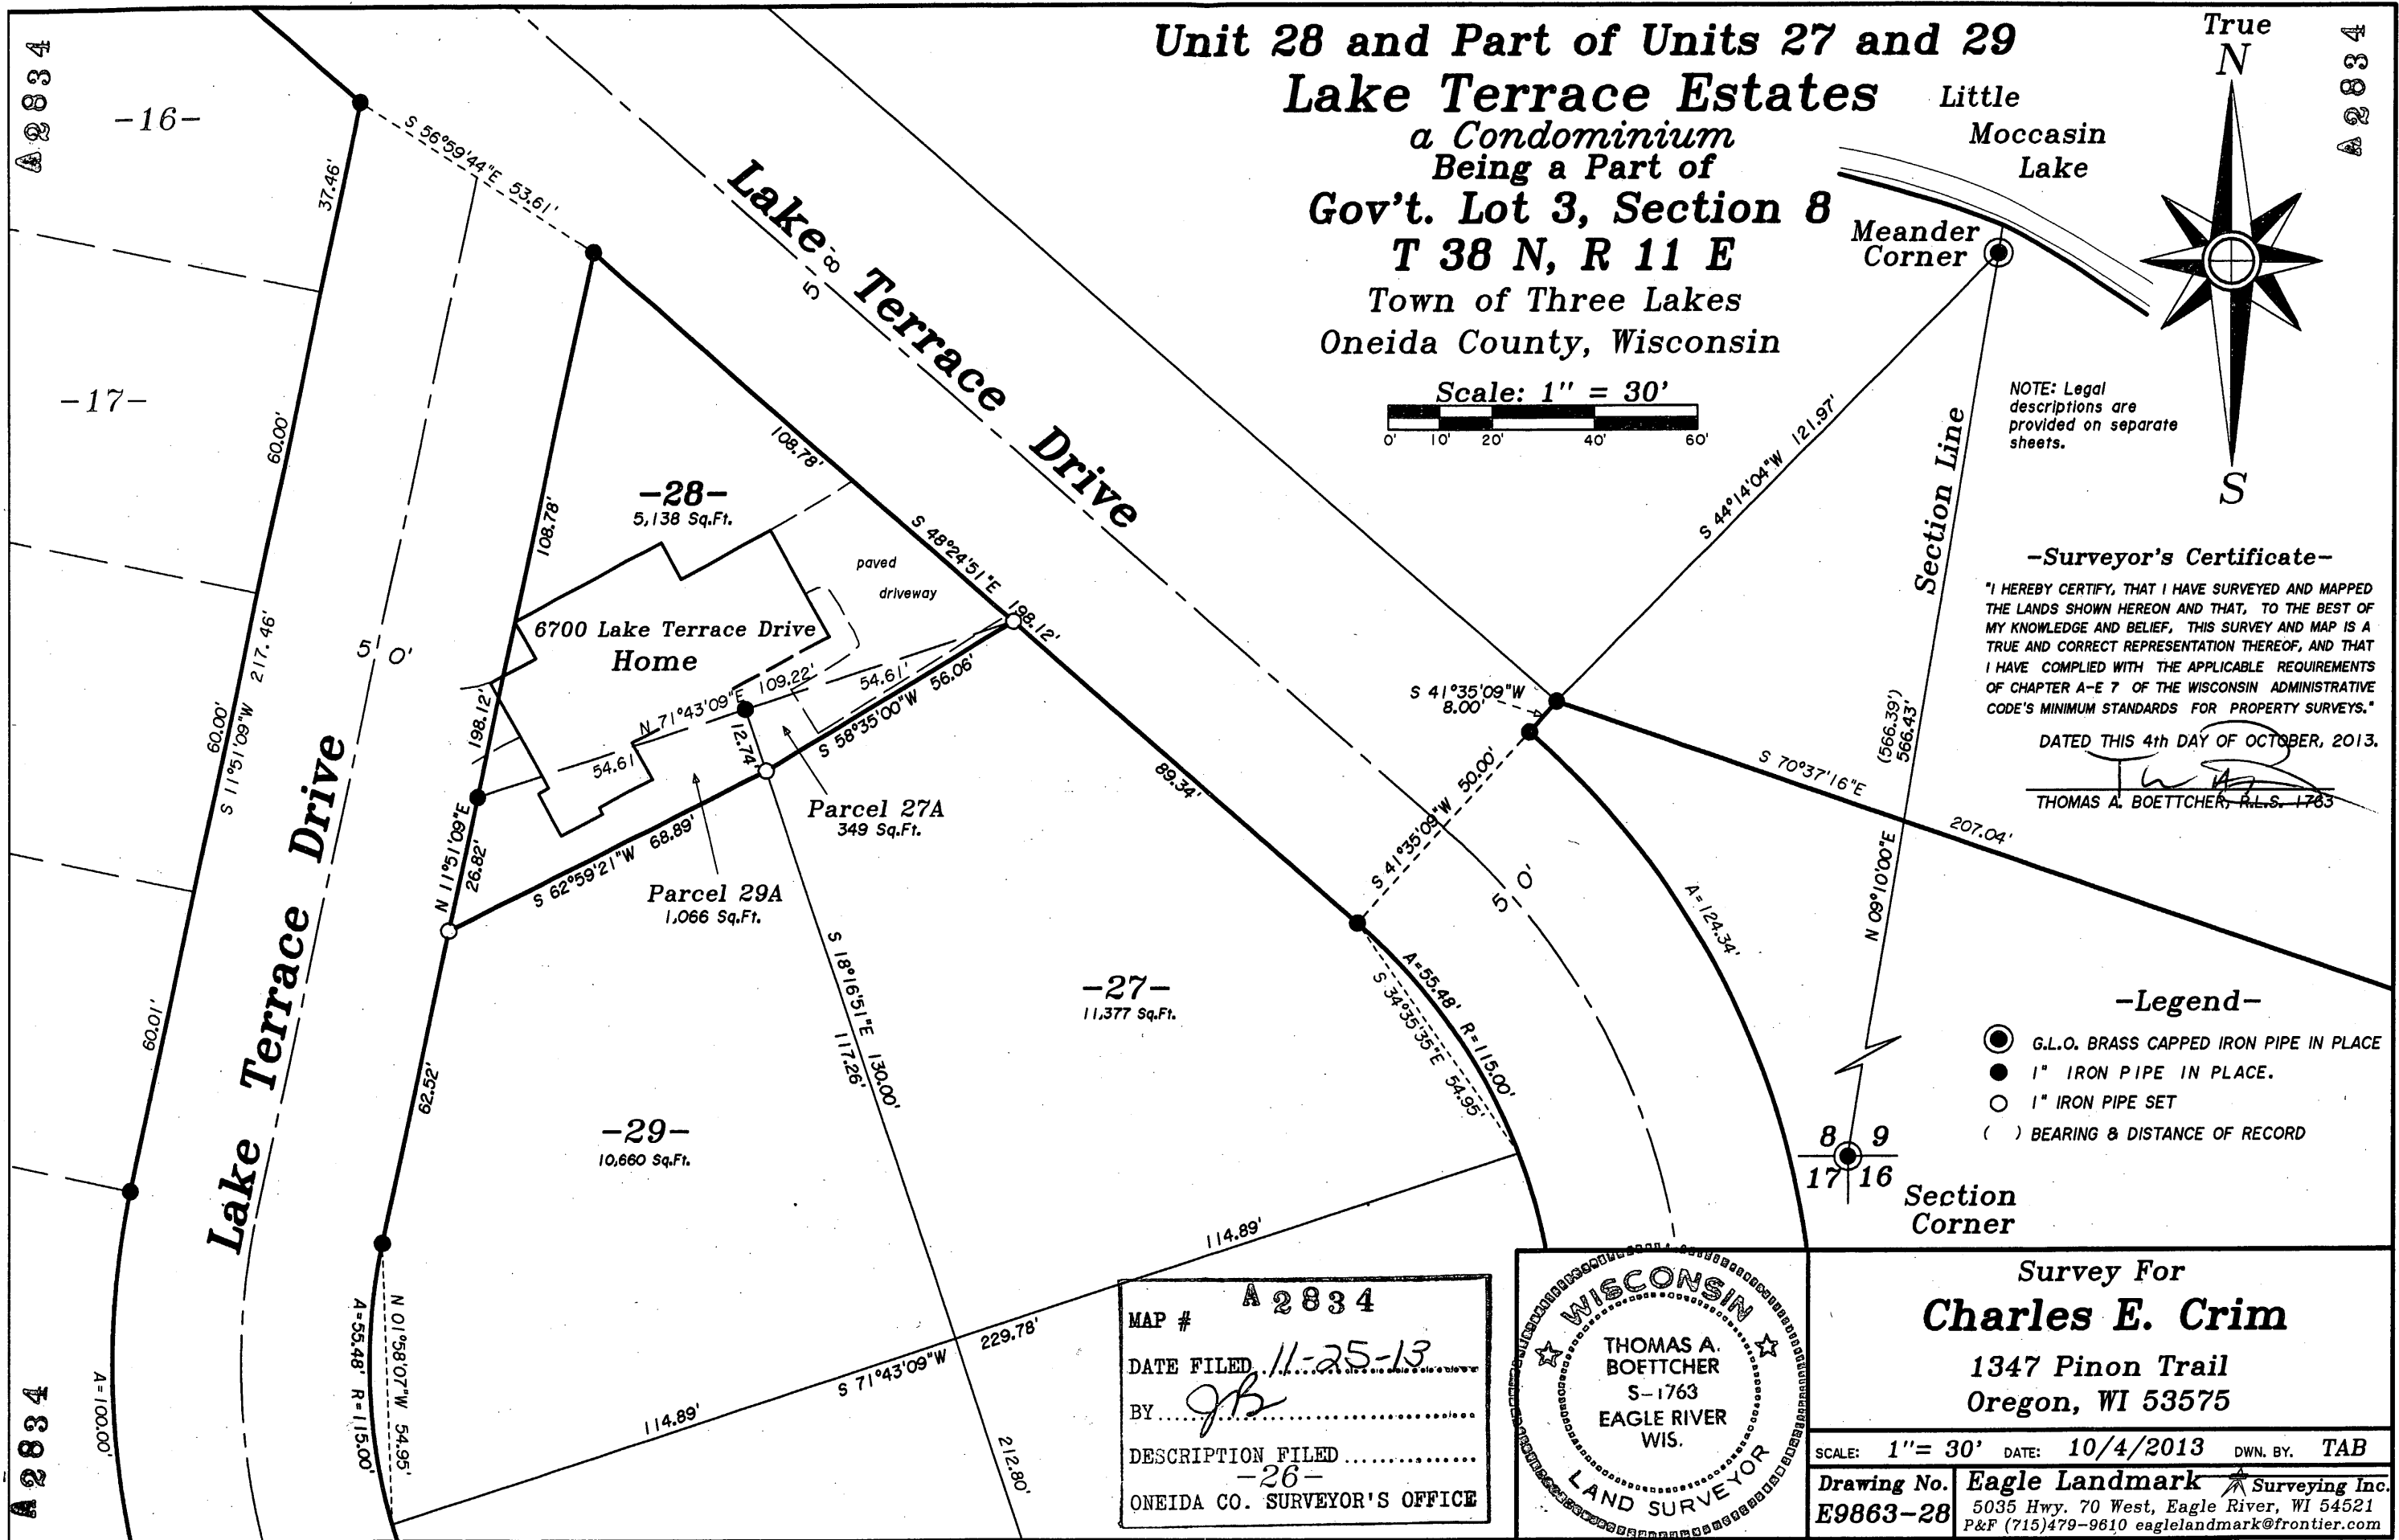 Unit 28 and Part of Units 27 and 29
Lake Terrace Estates
a Condominium
Being a Part of
Gov't. Lot 3, Section 8
T 38 N, R 11 E
Town of Three Lakes
Oneida County, Wisconsin
Scale: 1" = 30'
0' 10' 20' 40' 60'
True
N
S
A2834
A2834
A2834
Little
Moccasin
Lake
Meander
Corner
NOTE: Legal
descriptions are
provided on separate
sheets.
-Surveyor's Certificate-
"I HEREBY CERTIFY, THAT I HAVE SURVEYED AND MAPPED
THE LANDS SHOWN HEREON AND THAT, TO THE BEST OF
MY KNOWLEDGE AND BELIEF, THIS SURVEY AND MAP IS A
TRUE AND CORRECT REPRESENTATION THEREOF, AND THAT
I HAVE COMPLIED WITH THE APPLICABLE REQUIREMENTS
OF CHAPTER A-E 7 OF THE WISCONSIN ADMINISTRATIVE
CODE'S MINIMUM STANDARDS FOR PROPERTY SURVEYS."
DATED THIS 4th DAY OF OCTOBER, 2013.
THOMAS A. BOETTCHER, R.L.S. 1763
-16-
-17-
S 56°59'44"E 53.61'
37.46'
60.00'
60.00'
S 11°51'09"W 217.46'
60.01'
A=100.00'
5 0'
Lake Terrace Drive
Lake Terrace Drive
5 8'
108.78'
108.78'
S 48°24'51"E 198.12'
-28-
5,138 Sq.Ft.
paved
driveway
6700 Lake Terrace Drive
Home
N 71°43'09"E 109.22'
54.61'
54.61'
12.74'
S 58°35'00"W 56.06'
198.12'
N 11°51'09"E
26.82'
S 62°59'21"W 68.89'
Parcel 27A
349 Sq.Ft.
Parcel 29A
1,066 Sq.Ft.
89.34'
S 41°35'09"W
8.00'
S 41°35'09"W 50.00'
5 0'
S 44°14'04"W 121.97'
Section Line
(566.39')
566.43'
N 09°10'00"E
S 70°37'16"E
207.04'
A=124.34'
A=55.48' R=115.00'
S 34°35'35"E 54.95'
S 18°16'51"E 130.00'
117.26'
-27-
11,377 Sq.Ft.
-29-
10,660 Sq.Ft.
62.52'
A=55.48' R=115.00'
N 01°58'07"W 54.95'
114.89'
S 71°43'09"W 229.78'
114.89'
212.80'
-26-
-Legend-
G.L.O. BRASS CAPPED IRON PIPE IN PLACE
1" IRON PIPE IN PLACE.
1" IRON PIPE SET
( ) BEARING & DISTANCE OF RECORD
8 9
17 16
Section
Corner
MAP # A2834
DATE FILED 11-25-13
BY JB
DESCRIPTION FILED
ONEIDA CO. SURVEYOR'S OFFICE
WISCONSIN
THOMAS A.
BOETTCHER
S-1763
EAGLE RIVER
WIS.
LAND SURVEYOR
Survey For
Charles E. Crim
1347 Pinon Trail
Oregon, WI 53575
SCALE: 1"= 30' DATE: 10/4/2013 DWN. BY. TAB
Drawing No.
E9863-28
Eagle Landmark Surveying Inc.
5035 Hwy. 70 West, Eagle River, WI 54521
P&F (715)479-9610 eaglelandmark@frontier.com